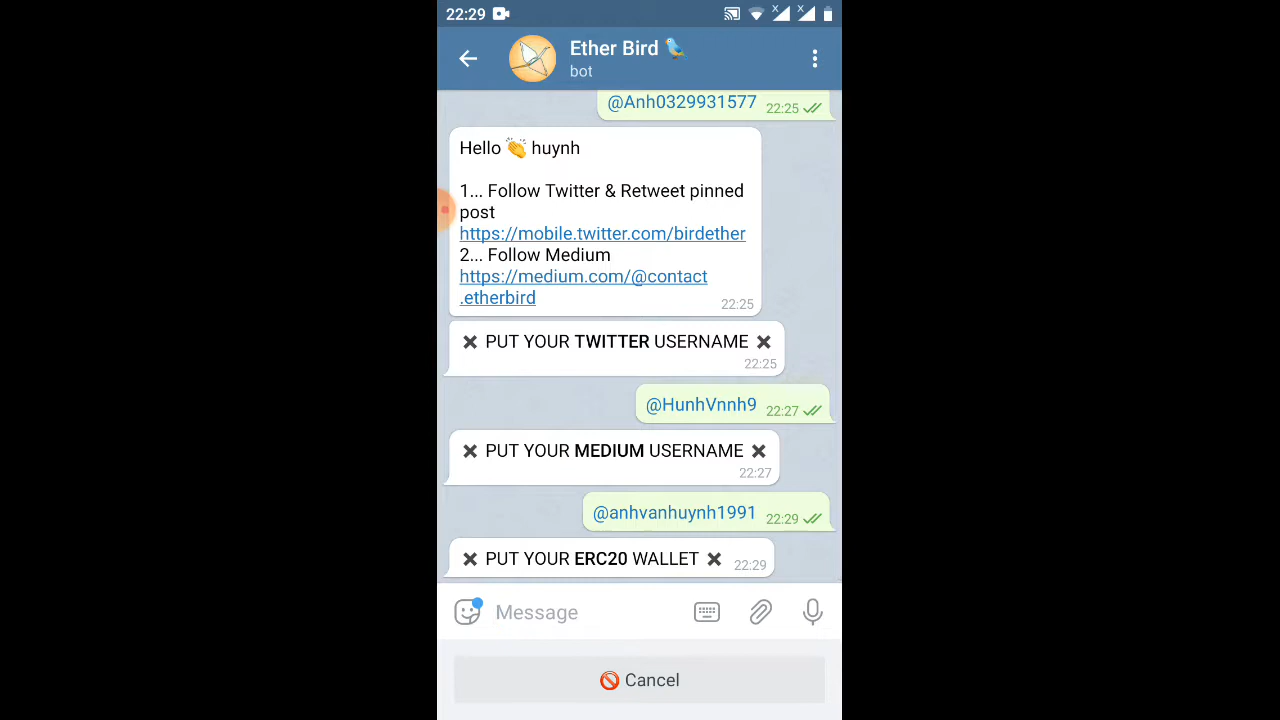 22:29
Ether Bird
bot
@Anh0329931577 22:25
Hello huynh
1... Follow Twitter & Retweet pinned
post
https://mobile.twitter.com/birdether
2... Follow Medium
https://medium.com/@contact
.etherbird 22:25
PUT YOUR TWITTER USERNAME
22:25
@HunhVnnh9 22:27
PUT YOUR MEDIUM USERNAME
22:27
@anhvanhuynh1991 22:29
PUT YOUR ERC20 WALLET 22:29
Message
Cancel